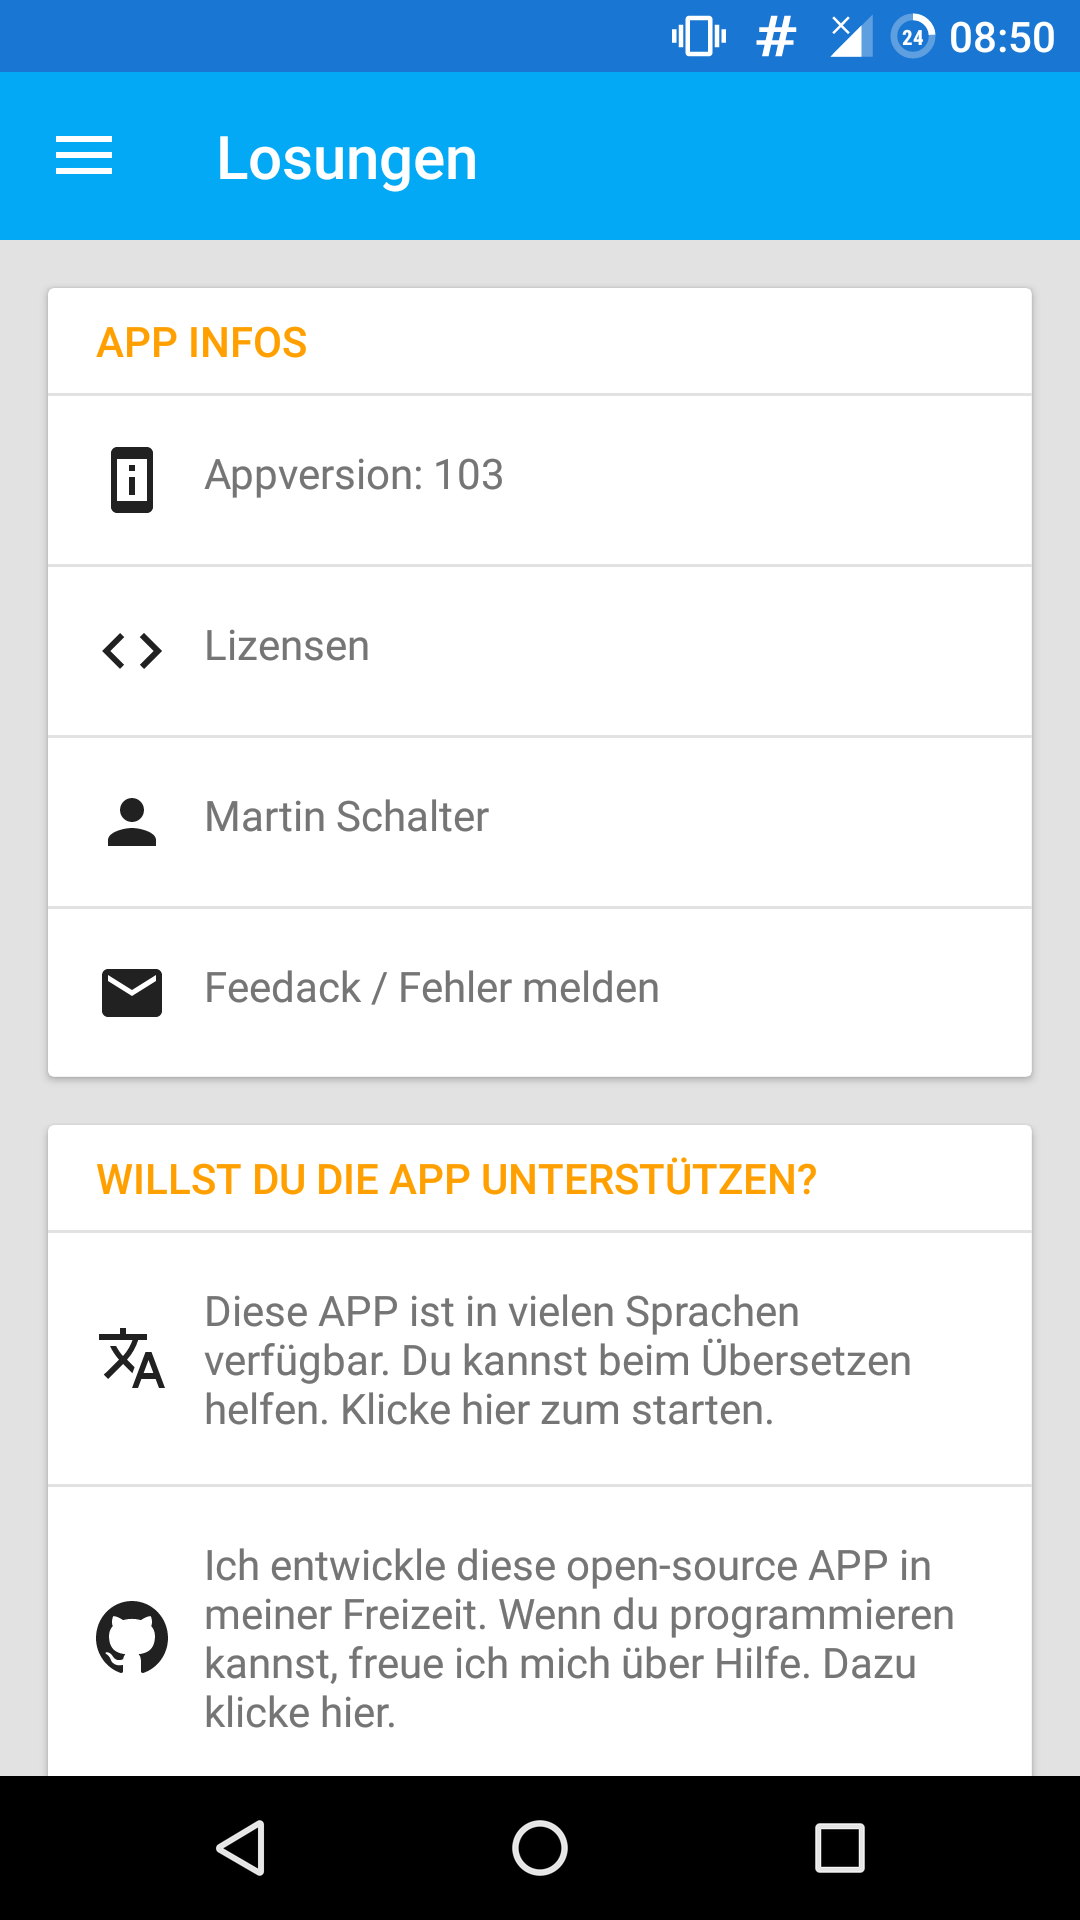 # 24 08:50
Losungen
APP INFOS
Appversion: 103
Lizensen
Martin Schalter
Feedack / Fehler melden
WILLST DU DIE APP UNTERSTÜTZEN?
Diese APP ist in vielen Sprachen
verfügbar. Du kannst beim Übersetzen
helfen. Klicke hier zum starten.
Ich entwickle diese open-source APP in
meiner Freizeit. Wenn du programmieren
kannst, freue ich mich über Hilfe. Dazu
klicke hier.